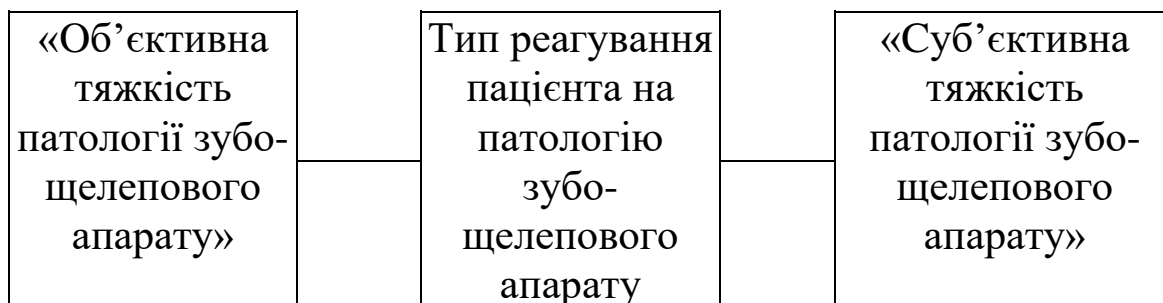 «Об’єктивна
тяжкість
патології зубо-
щелепового
апарату»
Тип реагування
пацієнта на
патологію
зубо-
щелепового
апарату
«Суб’єктивна
тяжкість
патології зубо-
щелепового
апарату»